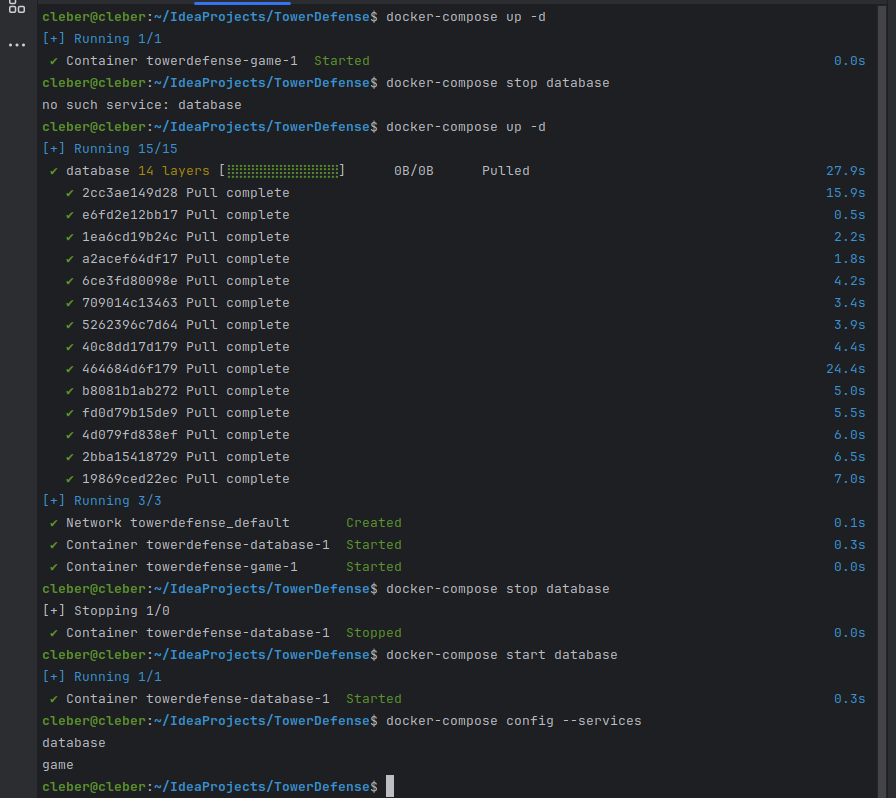 cleber@cleber:~/IdeaProjects/TowerDefense$ docker-compose up -d
[+] Running 1/1
✔ Container towerdefense-game-1 Started 0.0s
cleber@cleber:~/IdeaProjects/TowerDefense$ docker-compose stop database
no such service: database
cleber@cleber:~/IdeaProjects/TowerDefense$ docker-compose up -d
[+] Running 15/15
✔ database 14 layers [⣿⣿⣿⣿⣿⣿⣿⣿⣿⣿⣿⣿⣿⣿] 0B/0B Pulled 27.9s
✔ 2cc3ae149d28 Pull complete 15.9s
✔ e6fd2e12bb17 Pull complete 0.5s
✔ 1ea6cd19b24c Pull complete 2.2s
✔ a2acef64df17 Pull complete 1.8s
✔ 6ce3fd80098e Pull complete 4.2s
✔ 709014c13463 Pull complete 3.4s
✔ 5262396c7d64 Pull complete 3.9s
✔ 40c8dd17d179 Pull complete 4.4s
✔ 464684d6f179 Pull complete 24.4s
✔ b8081b1ab272 Pull complete 5.0s
✔ fd0d79b15de9 Pull complete 5.5s
✔ 4d079fd838ef Pull complete 6.0s
✔ 2bba15418729 Pull complete 6.5s
✔ 19869ced22ec Pull complete 7.0s
[+] Running 3/3
✔ Network towerdefense_default Created 0.1s
✔ Container towerdefense-database-1 Started 0.3s
✔ Container towerdefense-game-1 Started 0.0s
cleber@cleber:~/IdeaProjects/TowerDefense$ docker-compose stop database
[+] Stopping 1/0
✔ Container towerdefense-database-1 Stopped 0.0s
cleber@cleber:~/IdeaProjects/TowerDefense$ docker-compose start database
[+] Running 1/1
✔ Container towerdefense-database-1 Started 0.3s
cleber@cleber:~/IdeaProjects/TowerDefense$ docker-compose config --services
database
game
cleber@cleber:~/IdeaProjects/TowerDefense$